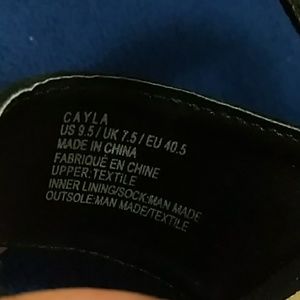 CAYLA
US 9.5 / UK 7.5 / EU 40.5
MADE IN CHINA
FABRIQUÉ EN CHINE
UPPER:TEXTILE
INNER LINING/SOCK:MAN MADE
OUTSOLE:MAN MADE/TEXTILE